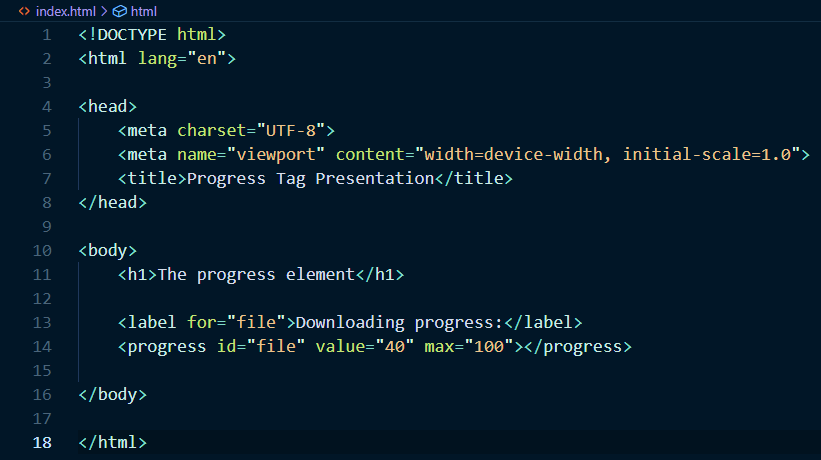 index.html > html
1 <!DOCTYPE html>
2 <html lang="en">
3
4 <head>
5     <meta charset="UTF-8">
6     <meta name="viewport" content="width=device-width, initial-scale=1.0">
7     <title>Progress Tag Presentation</title>
8 </head>
9
10 <body>
11     <h1>The progress element</h1>
12
13     <label for="file">Downloading progress:</label>
14     <progress id="file" value="40" max="100"></progress>
15
16 </body>
17
18 </html>